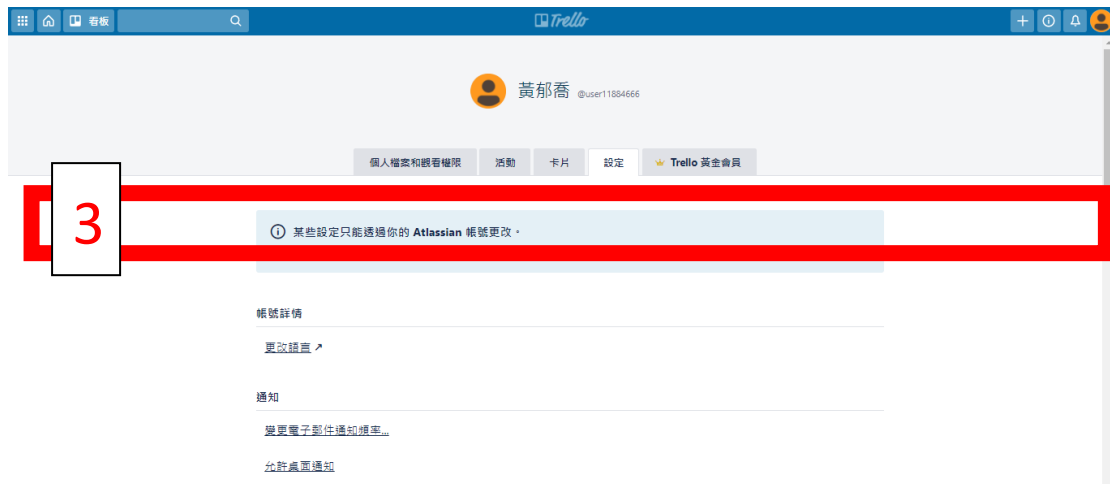 看板
Trello
黃郁喬 @user11884666
個人檔案和觀看權限 活動 卡片 設定 Trello 黃金會員
3
某些設定只能透過你的 Atlassian 帳號更改。
帳號詳情
更改語言↗
通知
變更電子郵件通知頻率...
允許桌面通知